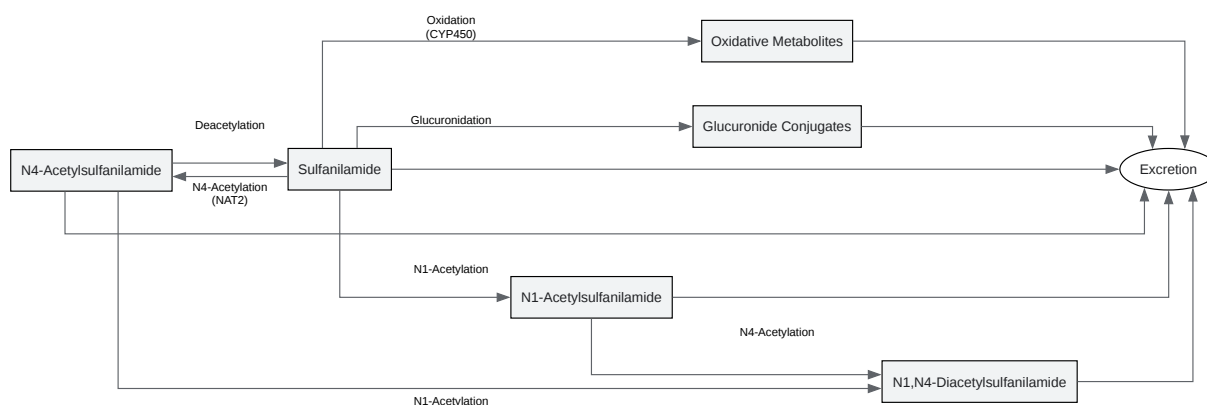 Oxidation
(CYP450)
Oxidative Metabolites
Glucuronidation
Glucuronide Conjugates
Deacetylation
N4-Acetylsulfanilamide
Sulfanilamide
Excretion
N4-Acetylation
(NAT2)
N1-Acetylation
N1-Acetylsulfanilamide
N4-Acetylation
N1,N4-Diacetylsulfanilamide
N1-Acetylation